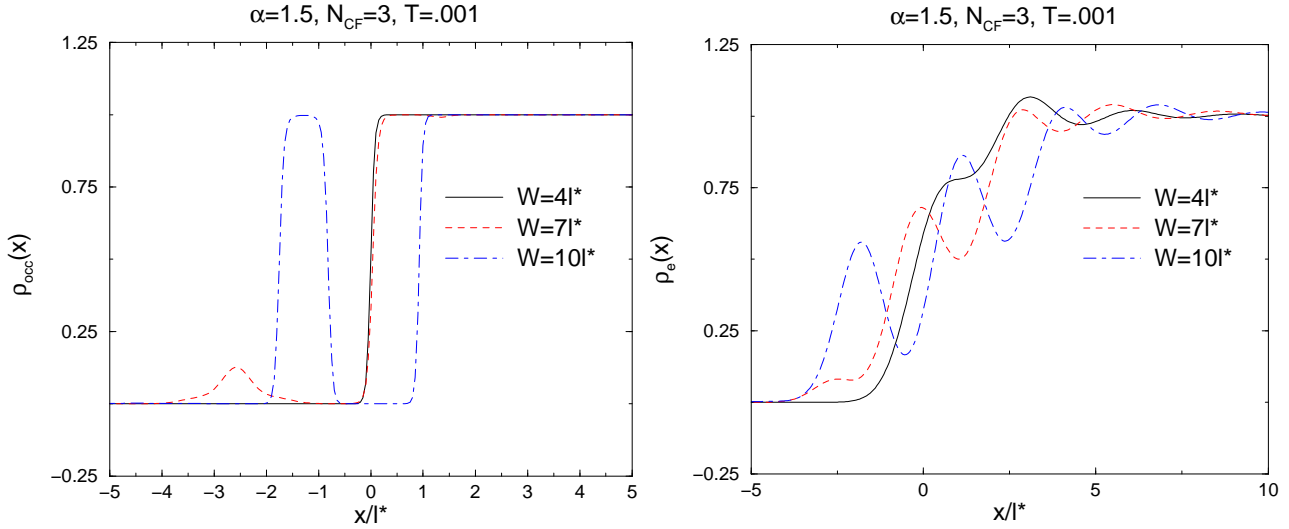 α=1.5, N_CF=3, T=.001
1.25
0.75
0.25
−0.25
ρ_occ(x)
W=4l*
W=7l*
W=10l*
−5 −4 −3 −2 −1 0 1 2 3 4 5
x/l*
α=1.5, N_CF=3, T=.001
1.25
0.75
0.25
−0.25
ρ_e(x)
W=4l*
W=7l*
W=10l*
−5 0 5 10
x/l*